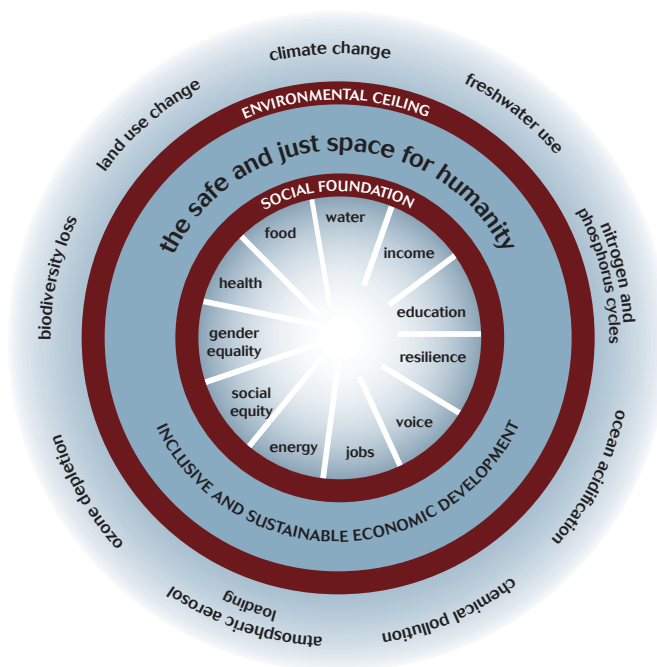 climate change
freshwater use
nitrogen and
phosphorus cycles
ocean acidification
chemical pollution
atmospheric aerosol
loading
ozone depletion
biodiversity loss
land use change
ENVIRONMENTAL CEILING
the safe and just space for humanity
SOCIAL FOUNDATION
water
income
education
resilience
voice
jobs
energy
social
equity
gender
equality
health
food
INCLUSIVE AND SUSTAINABLE ECONOMIC DEVELOPMENT